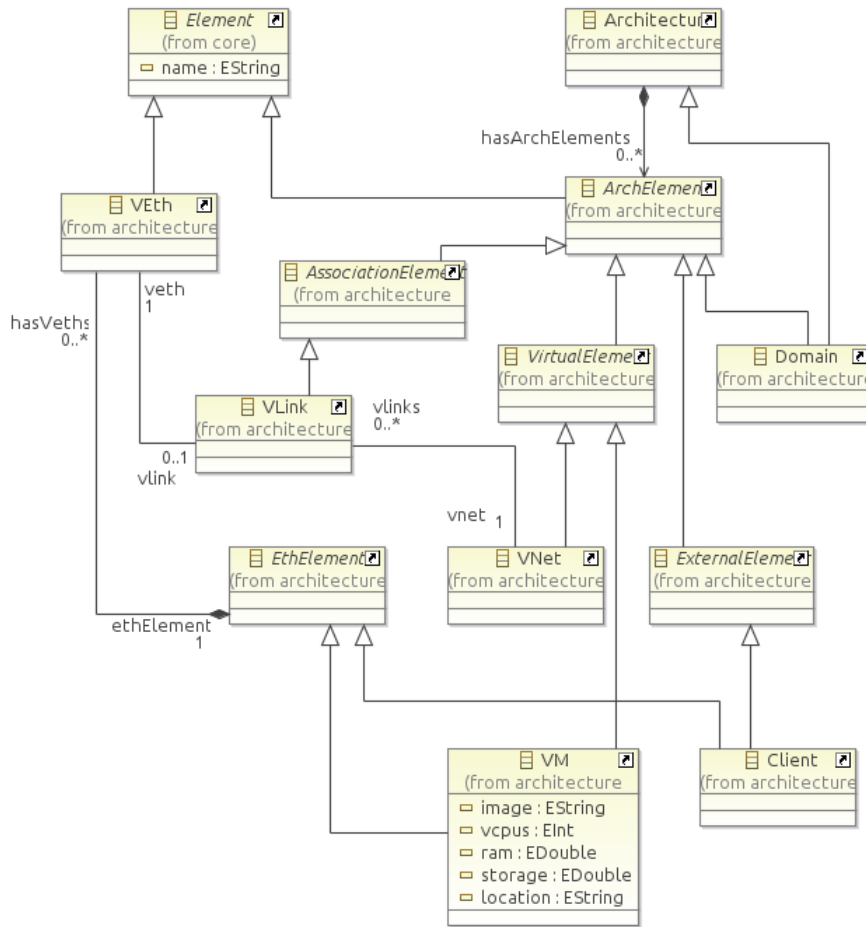 Element
(from core)
name : EString
Architectur
(from architecture
hasArchElements
0..*
ArchElemen
(from architecture
VEth
(from architecture
AssociationElement
(from architecture
veth
1
hasVeths
0..*
VirtualElement
(from architecture
Domain
(from architecture
VLink
(from architecture
vlinks
0..*
0..1
vlink
vnet 1
EthElement
(from architecture
VNet
(from architecture
ExternalElement
(from architecture
ethElement
1
VM
(from architecture
image : EString
vcpus : EInt
ram : EDouble
storage : EDouble
location : EString
Client
(from architecture